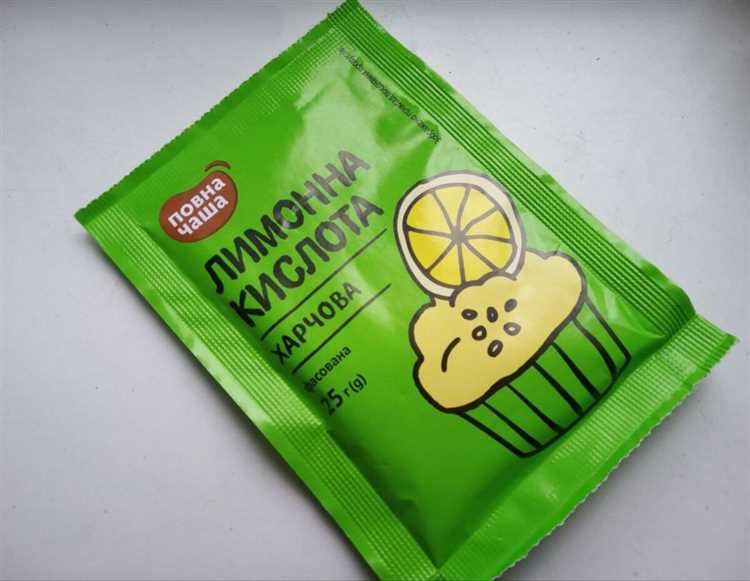 повна
чаша
ЛИМОННА
КИСЛОТА
ХАРЧОВА
фасована
25 г(g)